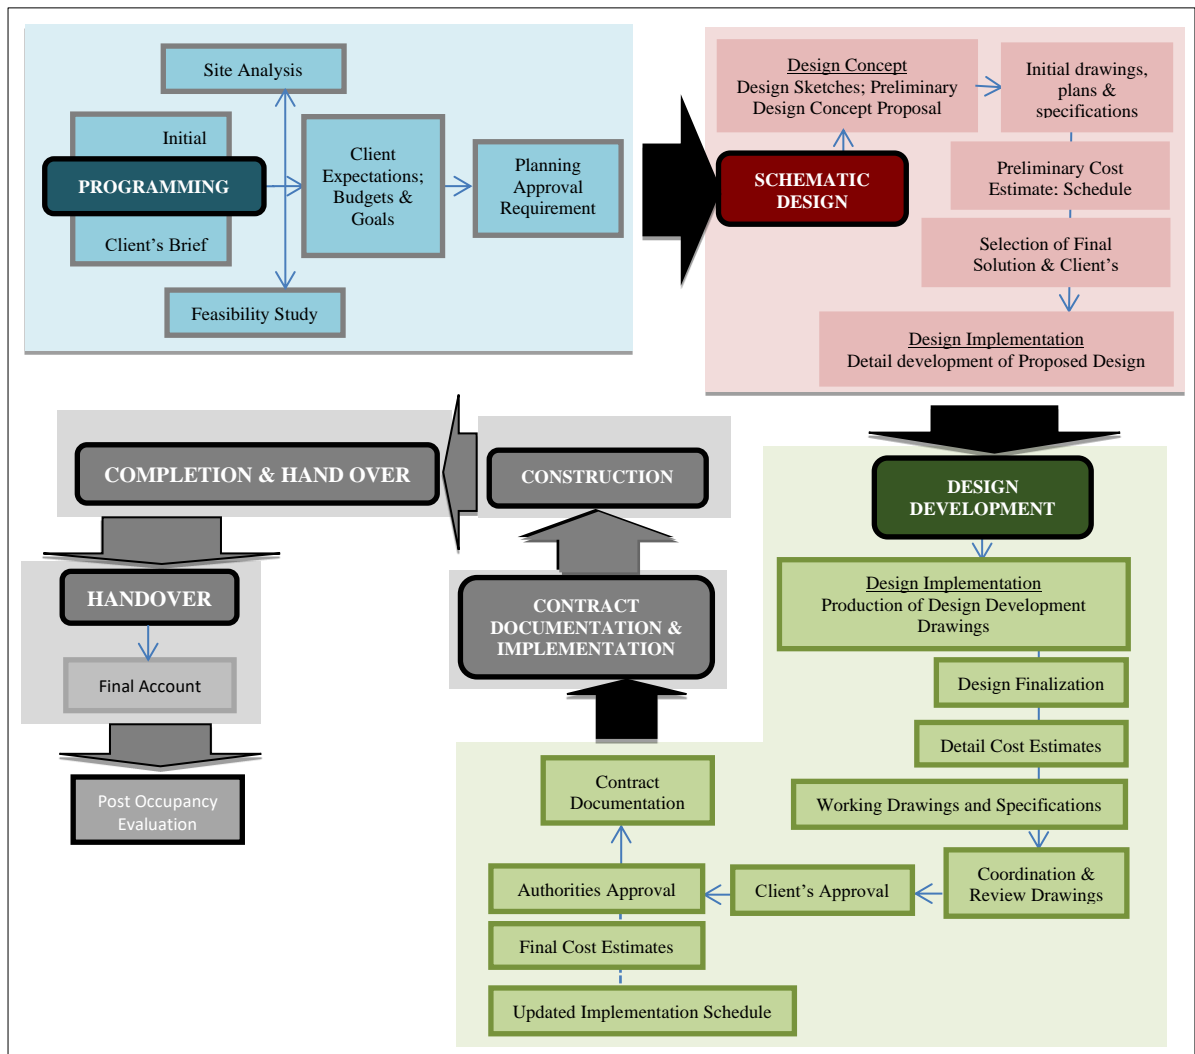 Site Analysis
Initial
PROGRAMMING
Client’s Brief
Client
Expectations;
Budgets &
Goals
Planning
Approval
Requirement
Feasibility Study
Design Concept
Design Sketches; Preliminary
Design Concept Proposal
Initial drawings,
plans &
specifications
SCHEMATIC
DESIGN
Preliminary Cost
Estimate: Schedule
Selection of Final
Solution & Client’s
Design Implementation
Detail development of Proposed Design
DESIGN
DEVELOPMENT
Design Implementation
Production of Design Development
Drawings
Design Finalization
Detail Cost Estimates
Working Drawings and Specifications
Coordination &
Review Drawings
Client’s Approval
Authorities Approval
Final Cost Estimates
Updated Implementation Schedule
Contract
Documentation
CONTRACT
DOCUMENTATION &
IMPLEMENTATION
CONSTRUCTION
COMPLETION & HAND OVER
HANDOVER
Final Account
Post Occupancy
Evaluation